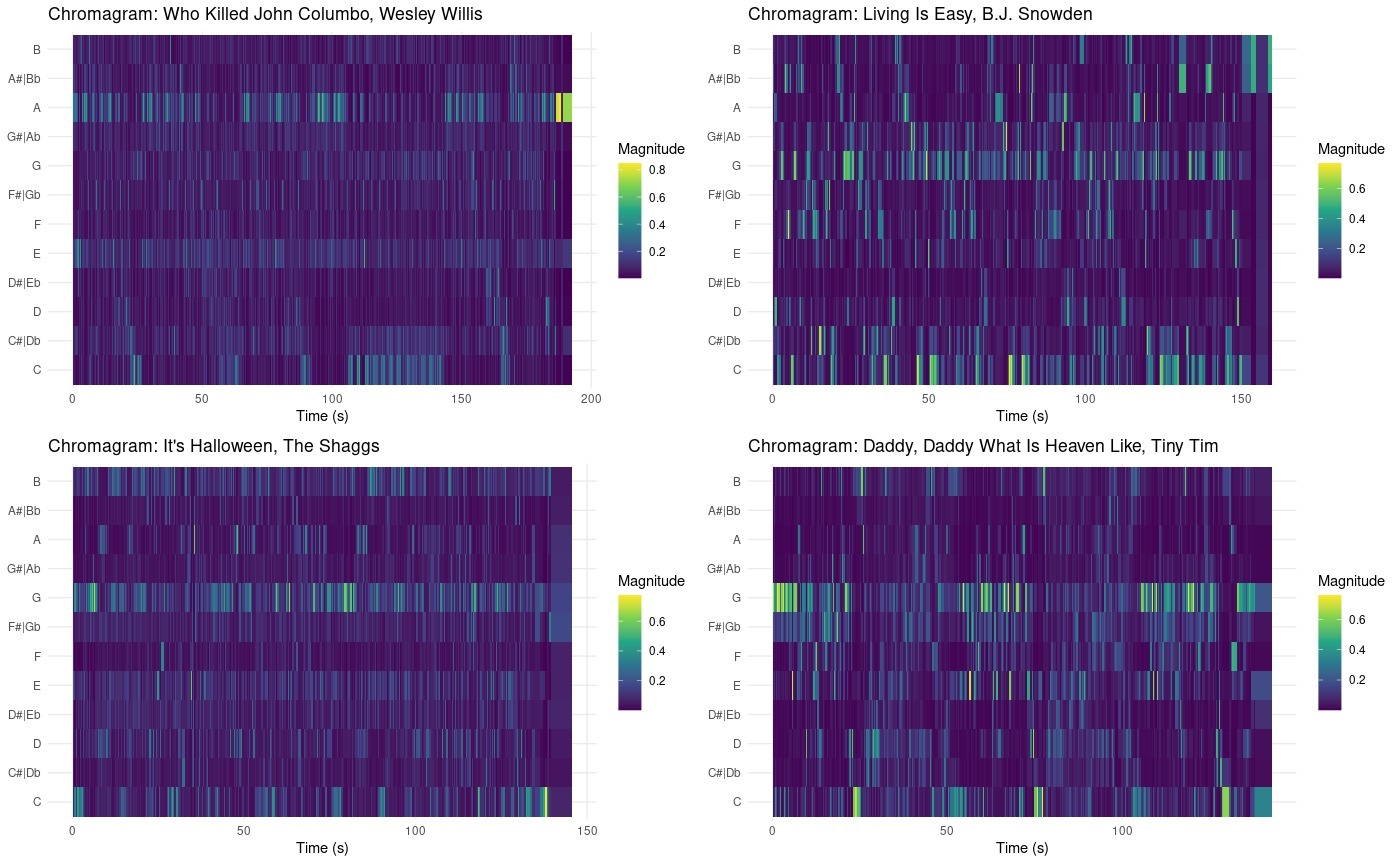 Chromagram: Who Killed John Columbo, Wesley Willis
B
A#|Bb
A
G#|Ab
G
F#|Gb
F
E
D#|Eb
D
C#|Db
C
0 50 100 150 200
Time (s)
Magnitude
0.8
0.6
0.4
0.2
Chromagram: Living Is Easy, B.J. Snowden
B
A#|Bb
A
G#|Ab
G
F#|Gb
F
E
D#|Eb
D
C#|Db
C
0 50 100 150
Time (s)
Magnitude
0.6
0.4
0.2
Chromagram: It's Halloween, The Shaggs
B
A#|Bb
A
G#|Ab
G
F#|Gb
F
E
D#|Eb
D
C#|Db
C
0 50 100 150
Time (s)
Magnitude
0.6
0.4
0.2
Chromagram: Daddy, Daddy What Is Heaven Like, Tiny Tim
B
A#|Bb
A
G#|Ab
G
F#|Gb
F
E
D#|Eb
D
C#|Db
C
0 50 100
Time (s)
Magnitude
0.6
0.4
0.2